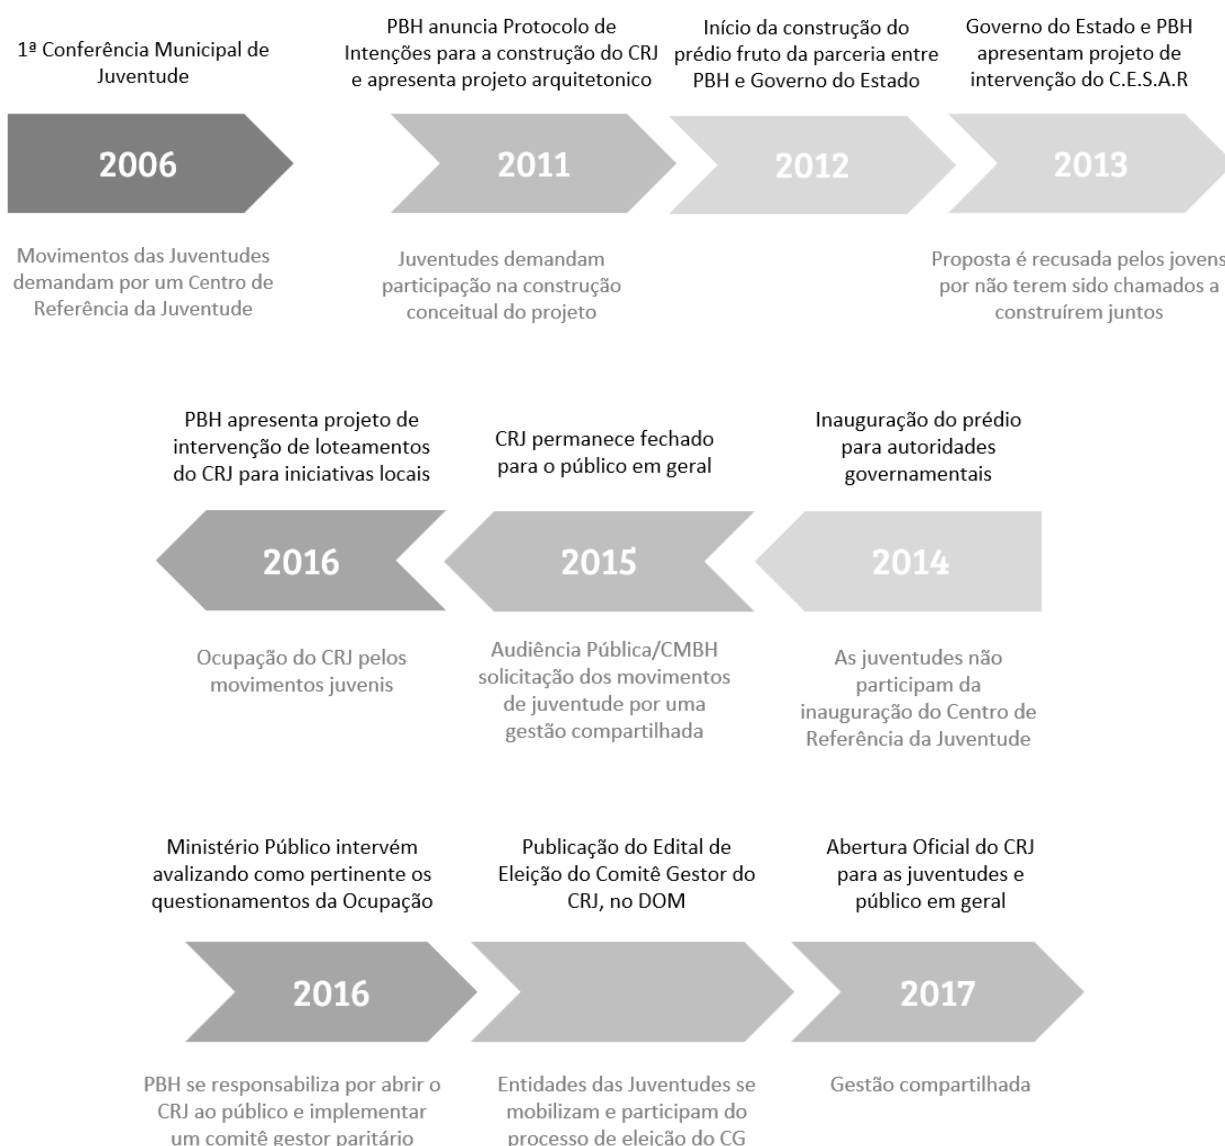 1ª Conferência Municipal de
Juventude
2006
Movimentos das Juventudes
demandam por um Centro de
Referência da Juventude
PBH anuncia Protocolo de
Intenções para a construção do CRJ
e apresenta projeto arquitetonico
2011
Juventudes demandam
participação na construção
conceitual do projeto
Início da construção do
prédio fruto da parceria entre
PBH e Governo do Estado
2012
Governo do Estado e PBH
apresentam projeto de
intervenção do C.E.S.A.R
2013
Proposta é recusada pelos jovens
por não terem sido chamados a
construírem juntos
Inauguração do prédio
para autoridades
governamentais
2014
As juventudes não
participam da
inauguração do Centro de
Referência da Juventude
CRJ permanece fechado
para o público em geral
2015
Audiência Pública/CMBH
solicitação dos movimentos
de juventude por uma
gestão compartilhada
PBH apresenta projeto de
intervenção de loteamentos
do CRJ para iniciativas locais
2016
Ocupação do CRJ pelos
movimentos juvenis
Ministério Público intervém
avalizando como pertinente os
questionamentos da Ocupação
2016
PBH se responsabiliza por abrir o
CRJ ao público e implementar
um comitê gestor paritário
Publicação do Edital de
Eleição do Comitê Gestor do
CRJ, no DOM
Entidades das Juventudes se
mobilizam e participam do
processo de eleição do CG
Abertura Oficial do CRJ
para as juventudes e
público em geral
2017
Gestão compartilhada